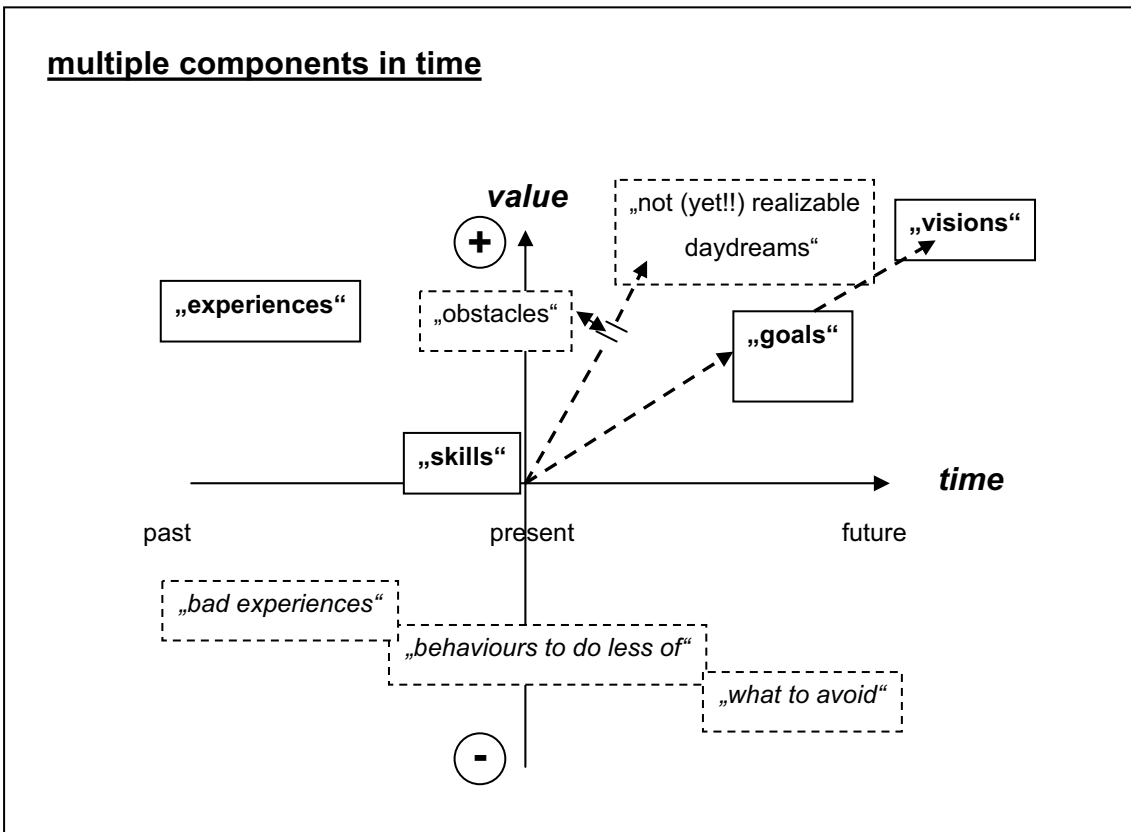 multiple components in time
value
„not (yet!!) realizable
daydreams“
„visions“
+
„experiences“
„obstacles“
„goals“
„skills“
time
past
present
future
„bad experiences“
„behaviours to do less of“
„what to avoid“
-